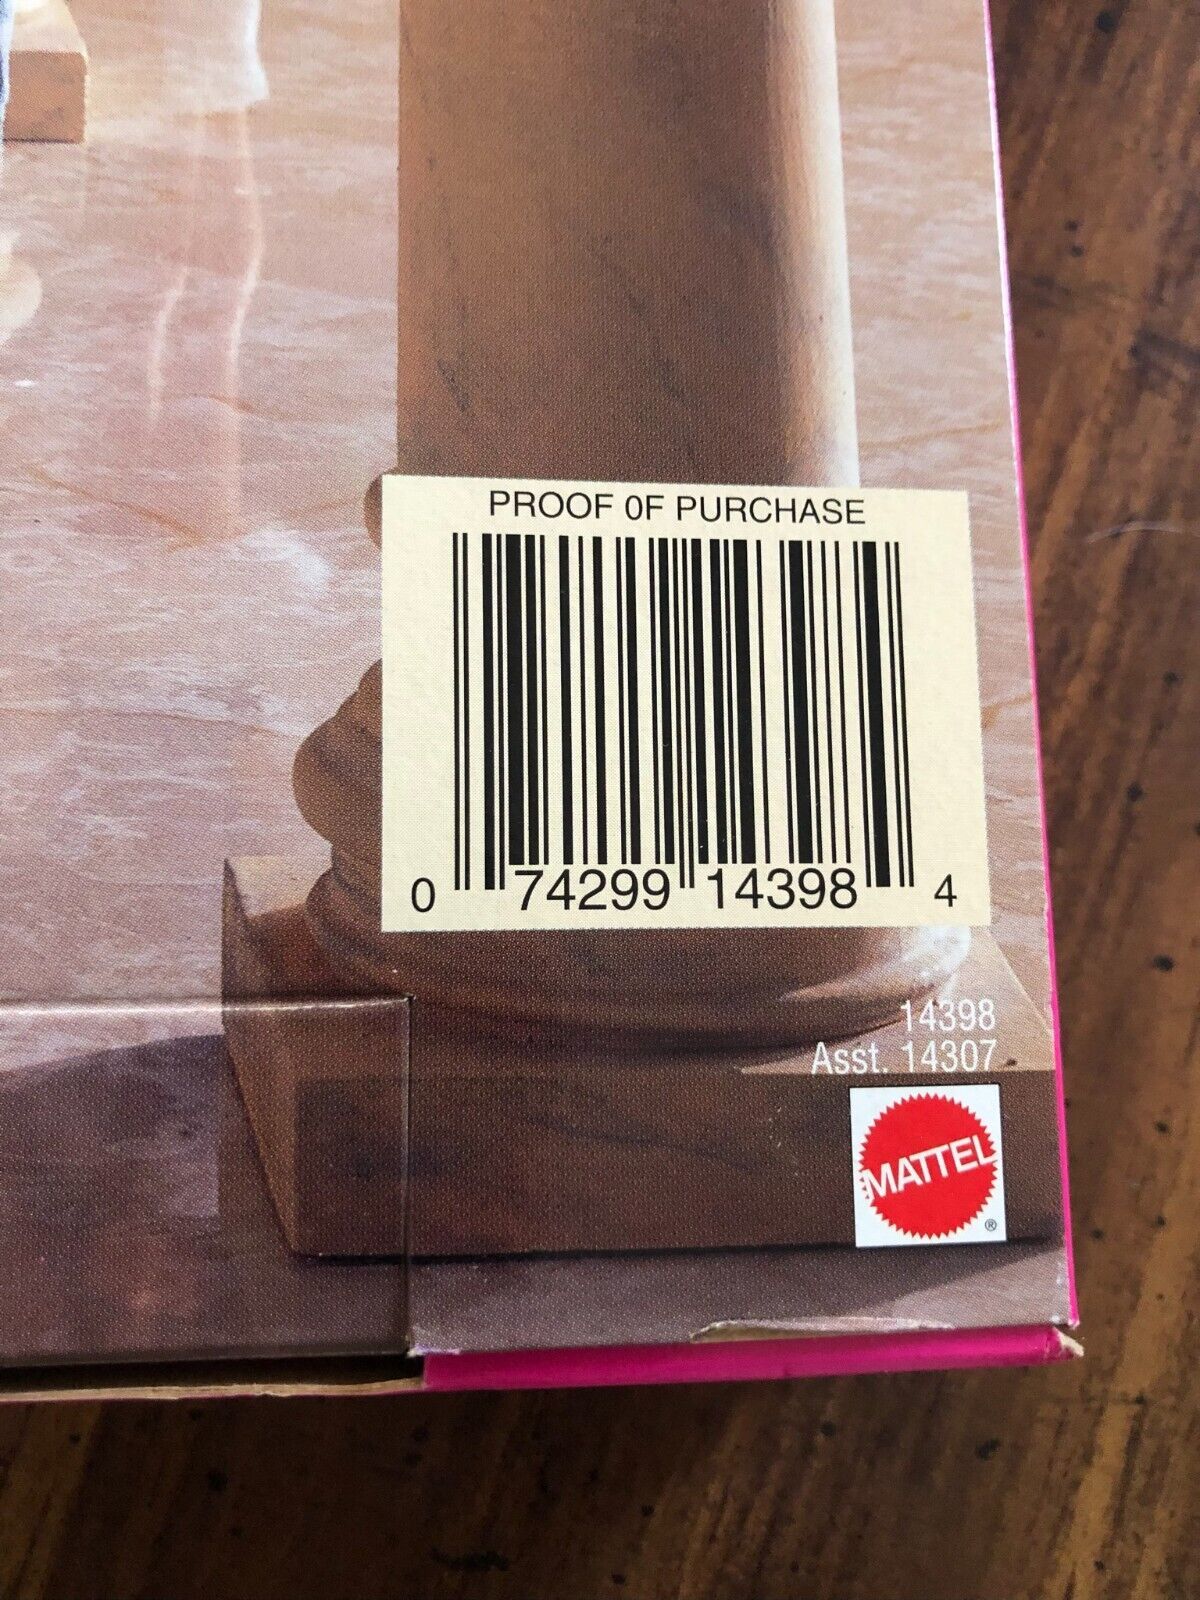 PROOF 0F PURCHASE
0 74299 14398 4
14398
Asst. 14307
MATTEL
®